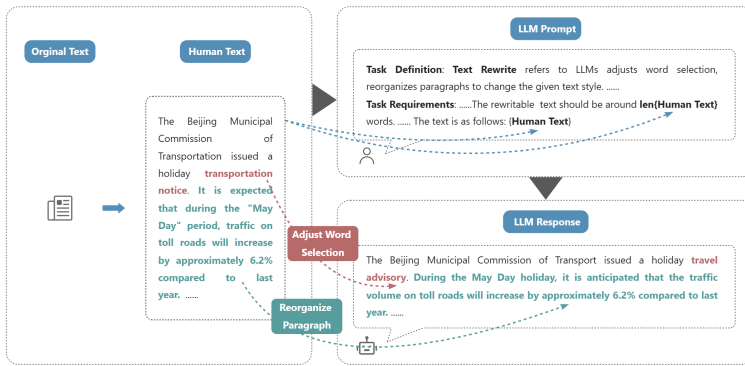 Orginal Text
Human Text
The Beijing Municipal
Commission of
Transportation issued a
holiday transportation
notice. It is expected
that during the "May
Day" period, traffic on
toll roads will increase
by approximately 6.2%
compared to last
year. ......
Adjust Word
Selection
Reorganize
Paragraph
LLM Prompt
Task Definition: Text Rewrite refers to LLMs adjusts word selection,
reorganizes paragraphs to change the given text style. ......
Task Requirements: ......The rewritable text should be around len{Human Text}
words. ...... The text is as follows: {Human Text}
LLM Response
The Beijing Municipal Commission of Transport issued a holiday travel
advisory. During the May Day holiday, it is anticipated that the traffic
volume on toll roads will increase by approximately 6.2% compared to last
year. ......